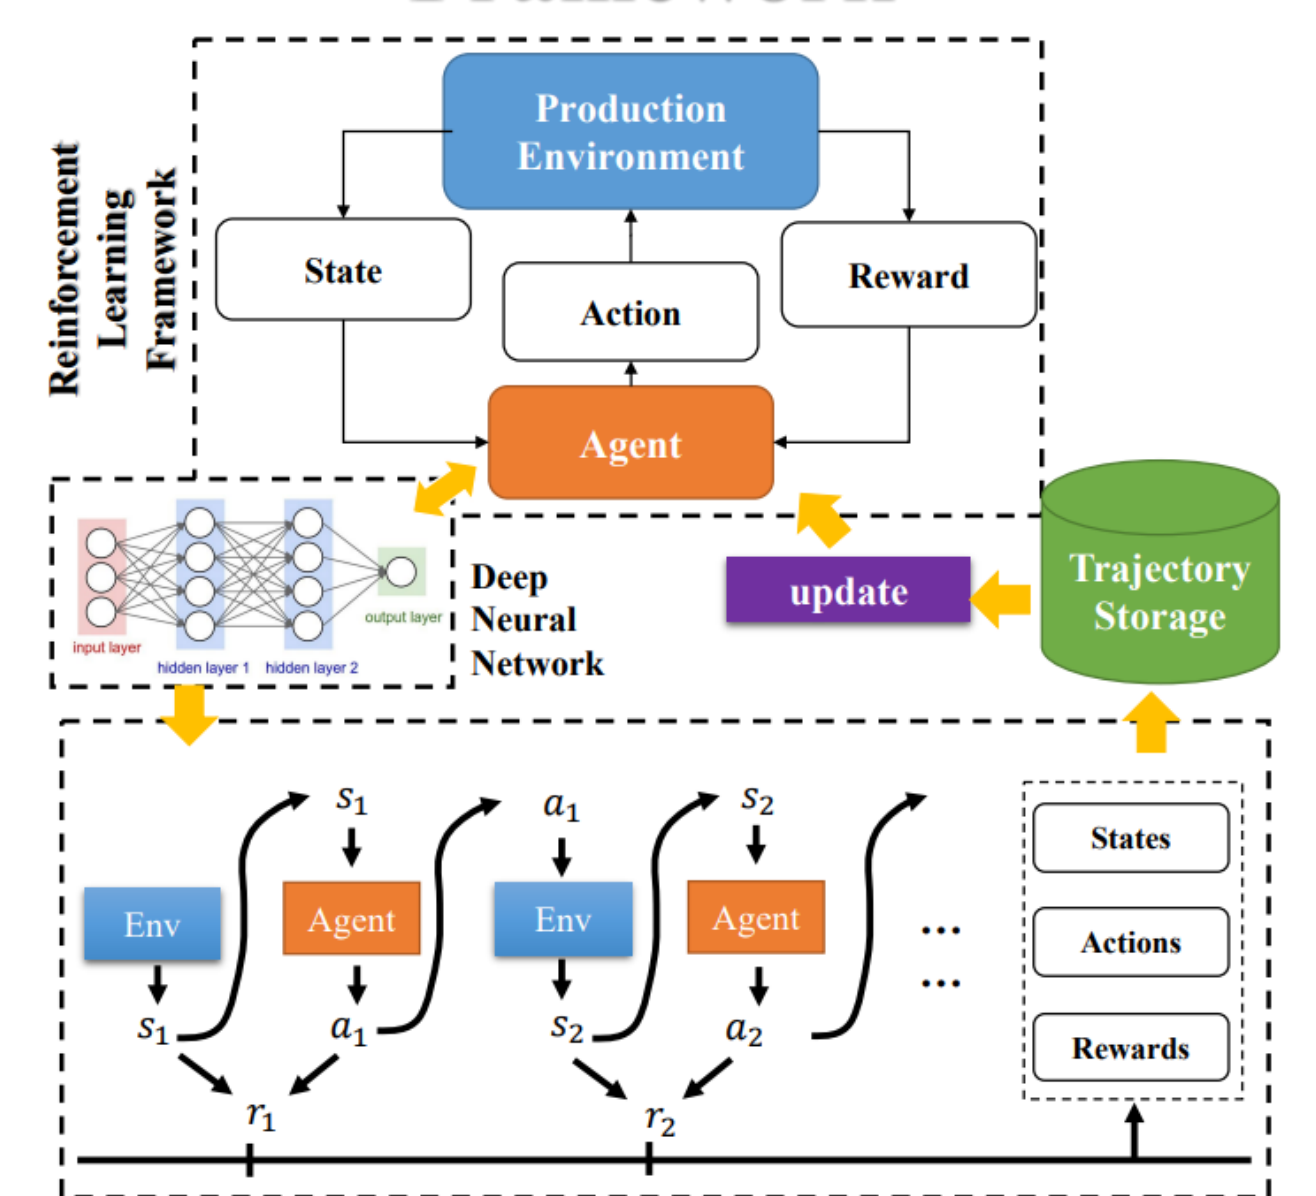 Production
Environment
Reinforcement
Learning
Framework
State
Action
Reward
Agent
input layer
hidden layer 1
hidden layer 2
output layer
Deep
Neural
Network
update
Trajectory
Storage
s1
a1
s2
Env
Agent
Env
Agent
...
...
s1
a1
s2
a2
r1
r2
States
Actions
Rewards